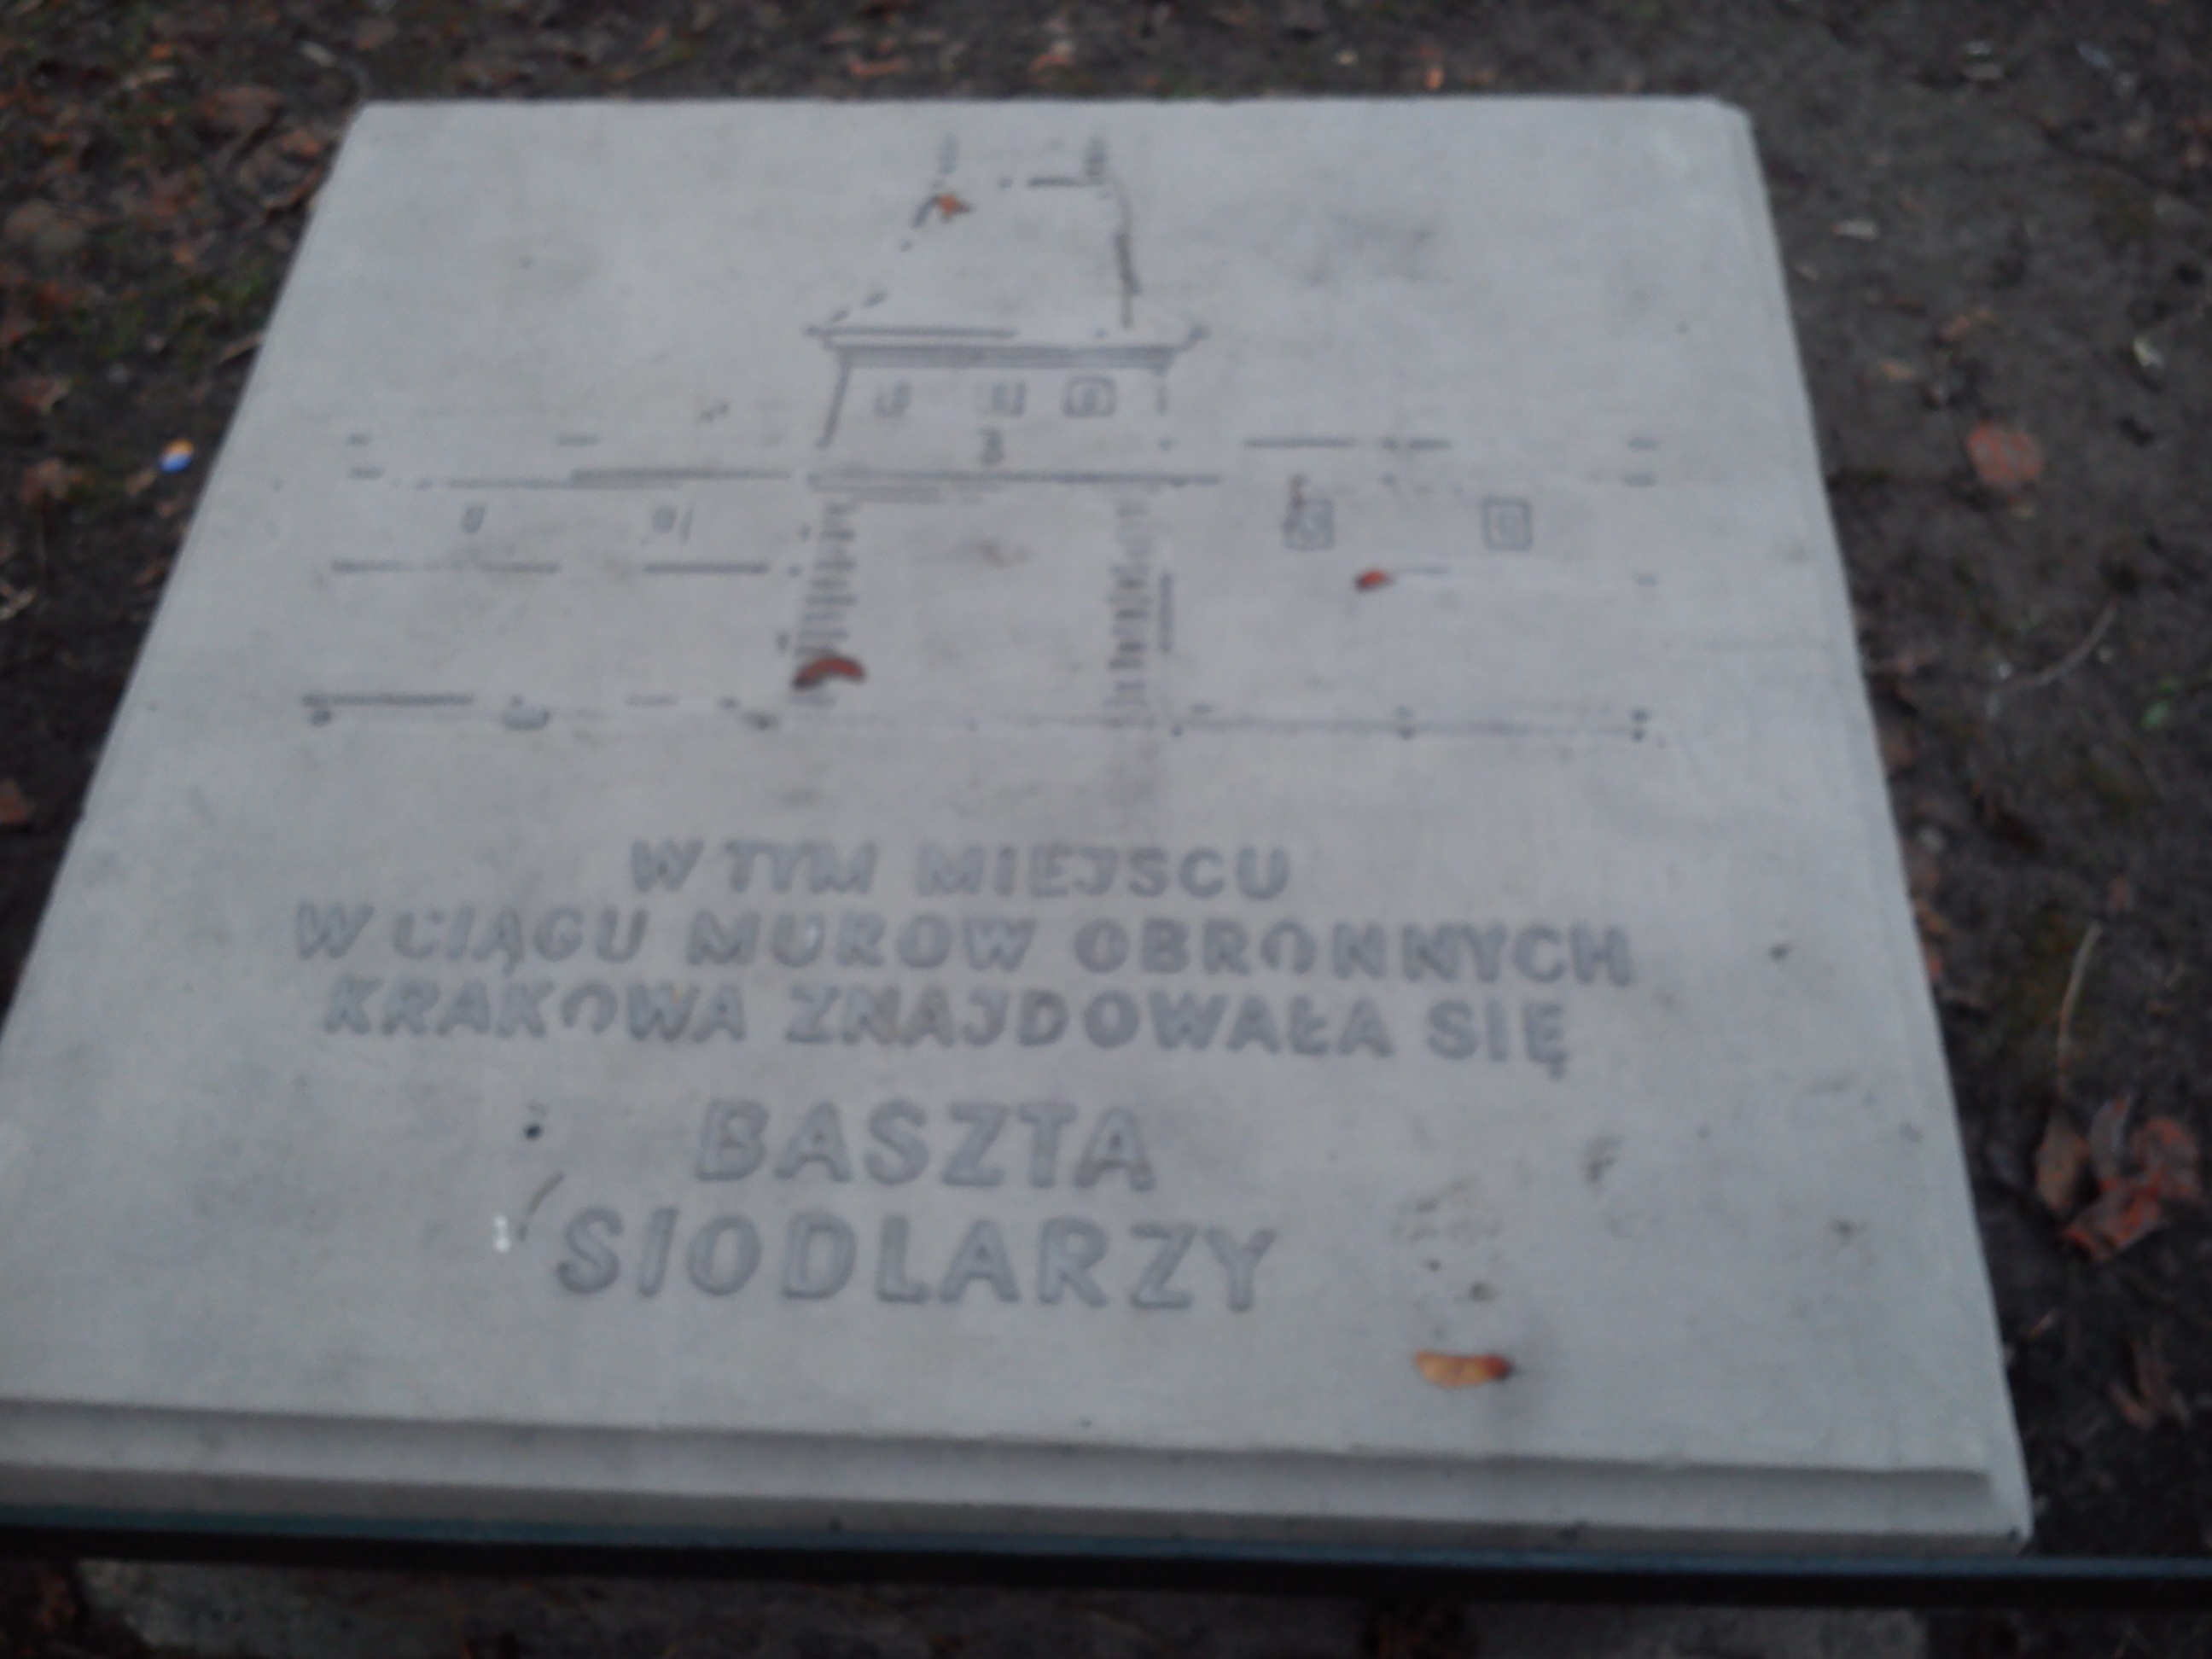 W TYM MIEJSCU
W CIĄGU MURÓW OBRONNYCH
KRAKOWA ZNAJDOWAŁA SIĘ
BASZTA
SIODLARZY